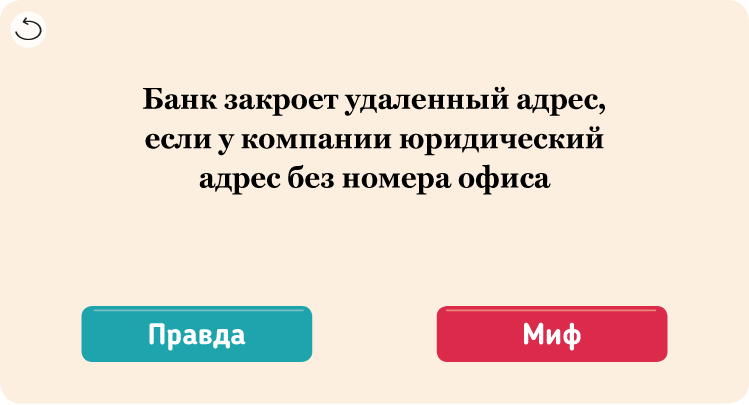 Банк закроет удаленный адрес,
если у компании юридический
адрес без номера офиса
Правда
Миф